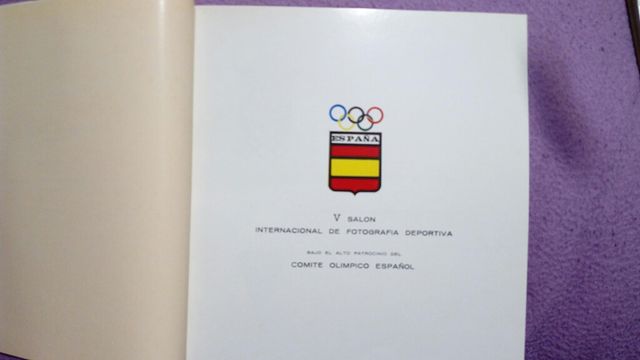 ESPAÑA
V SALON
INTERNACIONAL DE FOTOGRAFIA DEPORTIVA
BAJO EL ALTO PATROCINIO DEL
COMITE OLIMPICO ESPAÑOL